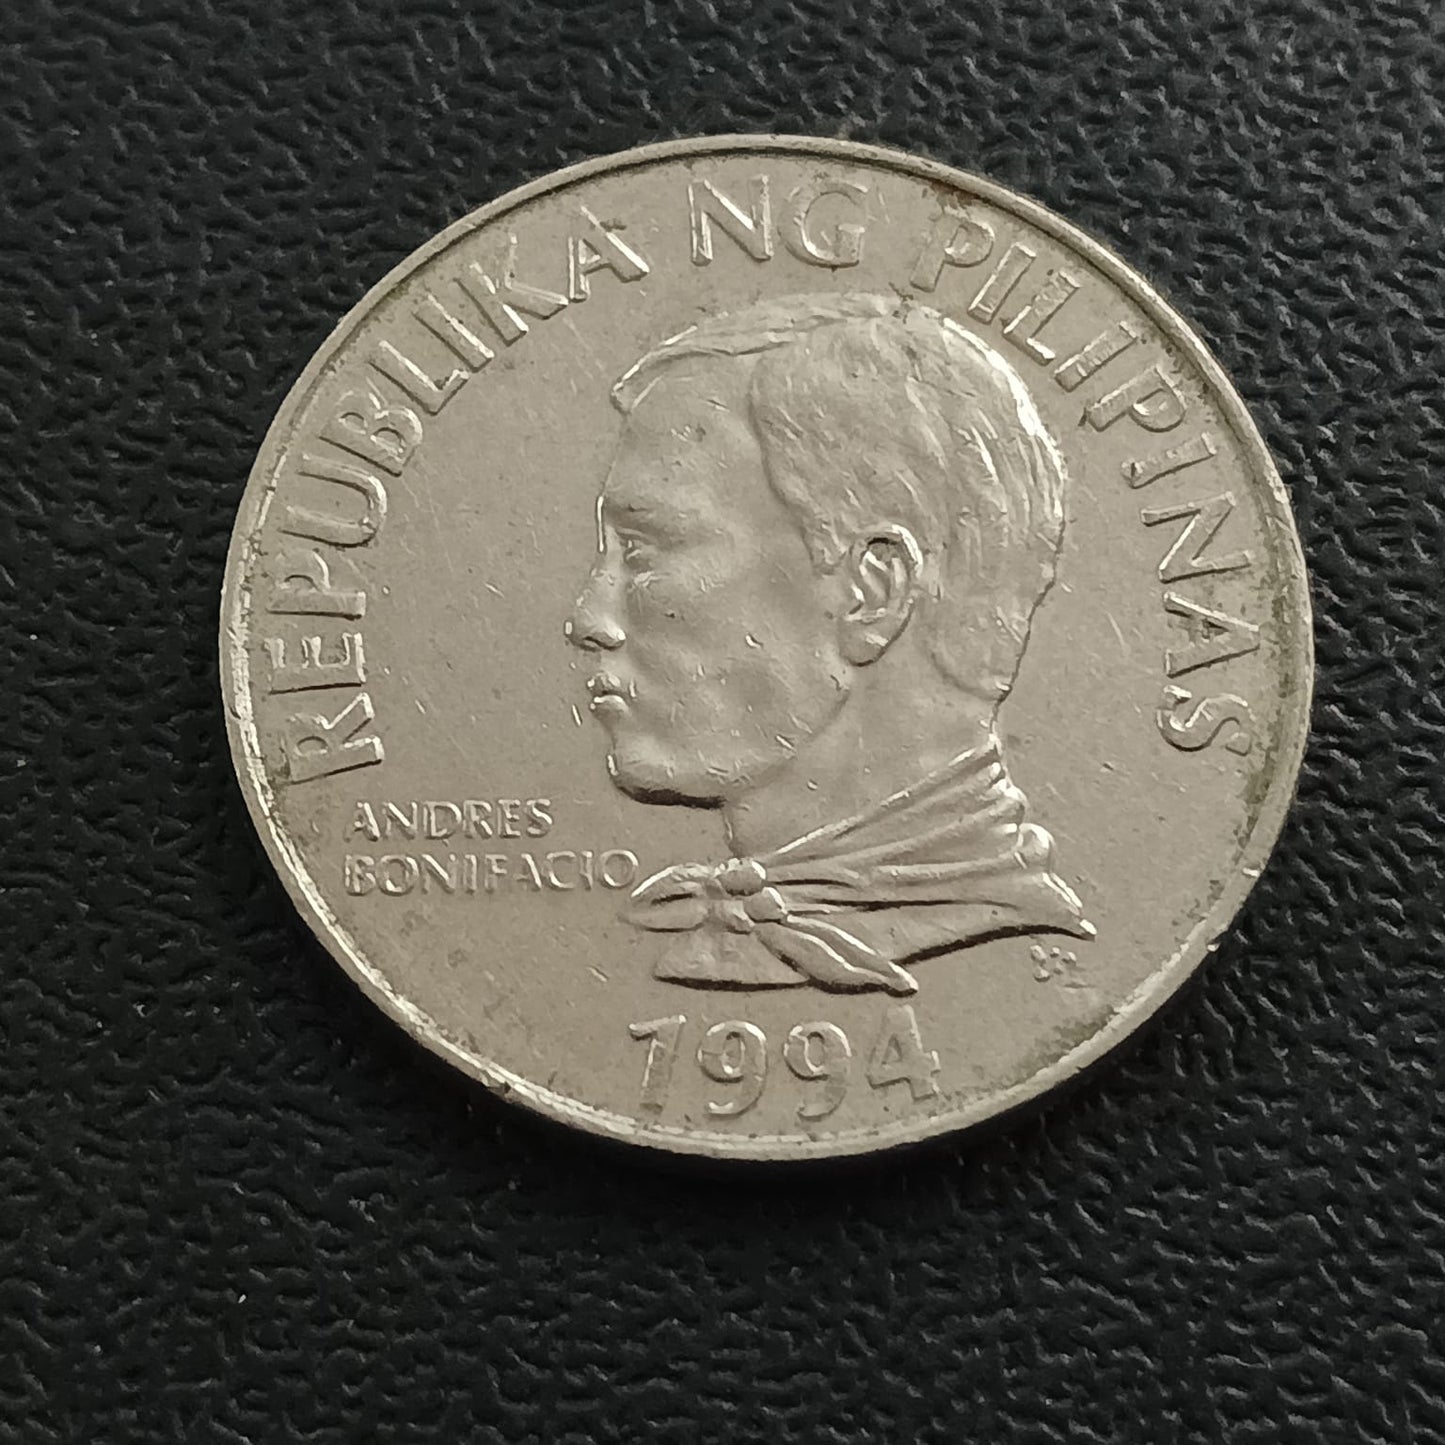 REPUBLIKA NG PILIPINAS
ANDRES
BONIFACIO
1994